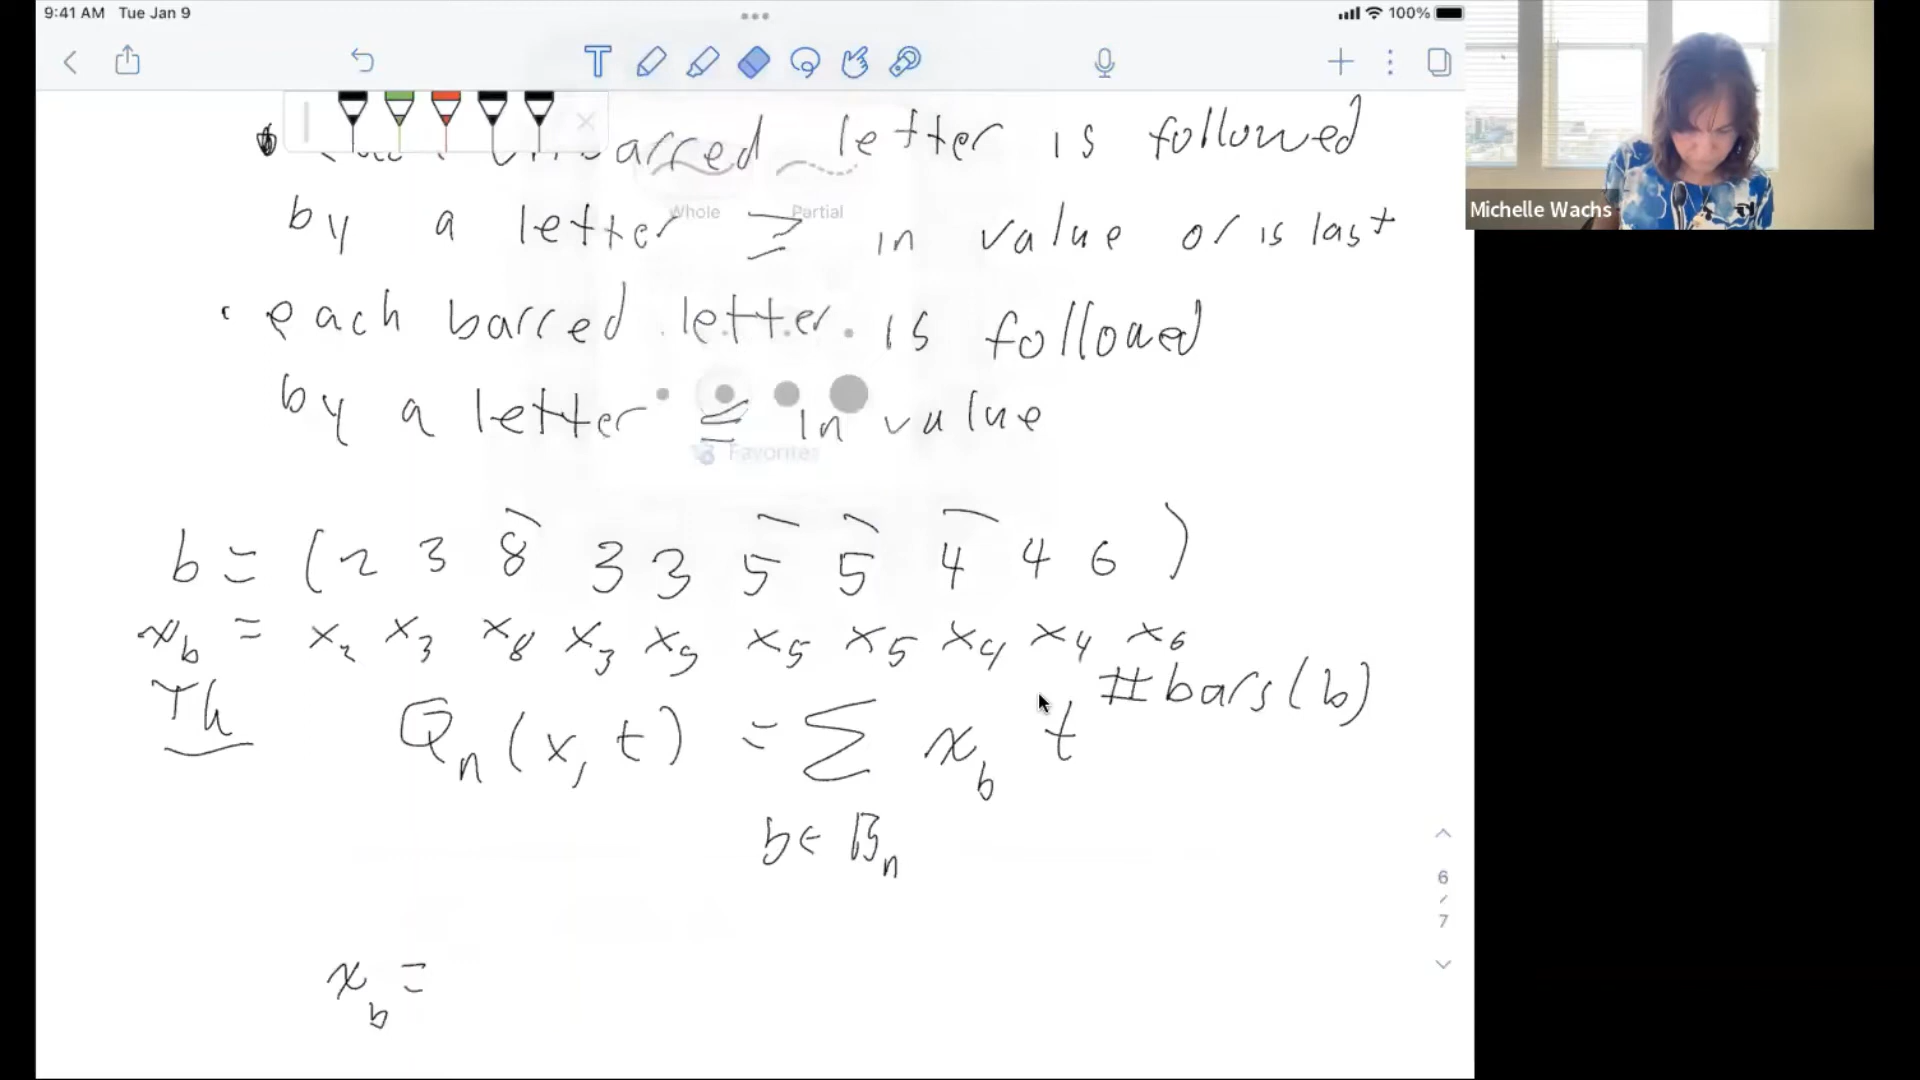 9:41 AM Tue Jan 9
100%
arred letter is followed
Whole Partial
by a letter ≥ in value or is last
• each barred letter is followed
by a letter ≤ in value
Favorites
b = (2 3 8̅ 3 3 5̅ 5̅ 4̅ 4 6)
x_b = x_2 x_3 x_8 x_3 x_3 x_5 x_5 x_4 x_4 x_6
Th Q_n(x,t) = Σ x_b t^{#bars(b)}
b ∈ B_n
x_b =
6
/
7
Michelle Wachs